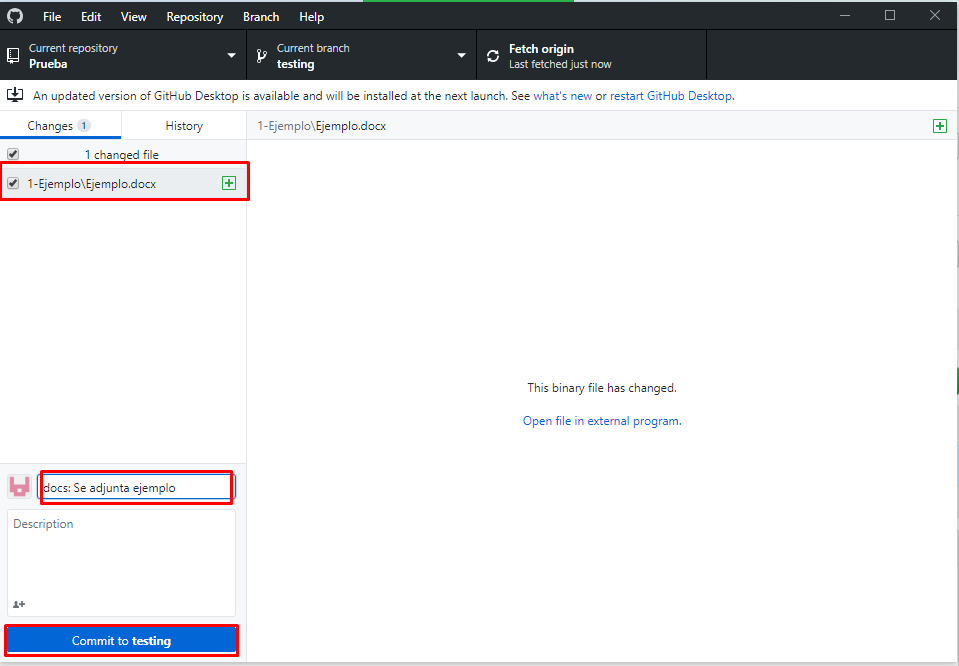 File Edit View Repository Branch Help
Current repository
Prueba
Current branch
testing
Fetch origin
Last fetched just now
An updated version of GitHub Desktop is available and will be installed at the next launch. See what's new or restart GitHub Desktop.
Changes 1 History
1-Ejemplo\Ejemplo.docx
1 changed file
1-Ejemplo\Ejemplo.docx
This binary file has changed.
Open file in external program.
docs: Se adjunta ejemplo
Description
Commit to testing